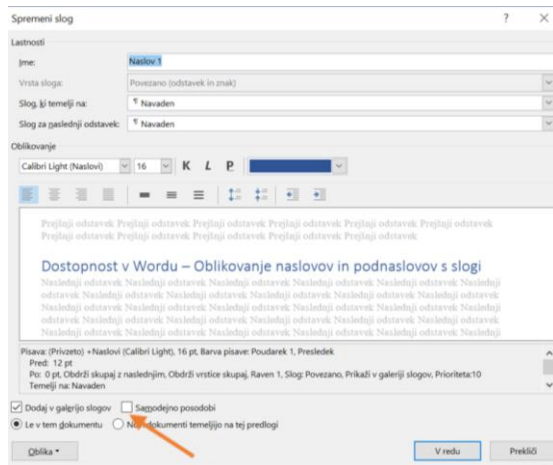 Spremeni slog ? ×
Lastnosti
Ime: Naslov 1
Vrsta sloga: Povezano (odstavek in znak)
Slog, ki temelji na: ¶ Navaden
Slog za naslednji odstavek: ¶ Navaden
Oblikovanje
Calibri Light (Naslovi) 16 K L P
Prejšnji odstavek Prejšnji odstavek Prejšnji odstavek Prejšnji odstavek Prejšnji odstavek Prejšnji odstavek
Prejšnji odstavek Prejšnji odstavek Prejšnji odstavek Prejšnji odstavek Prejšnji odstavek
Dostopnost v Wordu – Oblikovanje naslovov in podnaslovov s slogi
Naslednji odstavek Naslednji odstavek Naslednji odstavek Naslednji odstavek Naslednji odstavek Naslednji
odstavek Naslednji odstavek Naslednji odstavek Naslednji odstavek Naslednji odstavek Naslednji
odstavek Naslednji odstavek Naslednji odstavek Naslednji odstavek Naslednji odstavek Naslednji
odstavek Naslednji odstavek Naslednji odstavek Naslednji odstavek Naslednji odstavek Naslednji
odstavek Naslednji odstavek Naslednji odstavek Naslednji odstavek Naslednji odstavek Naslednji
Pisava: (Privzeto) +Naslovi (Calibri Light), 16 pt, Barva pisave: Poudarek 1, Presledek
Pred: 12 pt
Po: 0 pt, Obdrži skupaj z naslednjim, Obdrži vrstice skupaj, Raven 1, Slog: Povezano, Prikaži v galeriji slogov, Prioriteta:10
Temelji na: Navaden
Dodaj v galerijo slogov Samodejno posodobi
Le v tem dokumentu dokumenti temeljijo na tej predlogi
Oblika V redu Prekliči